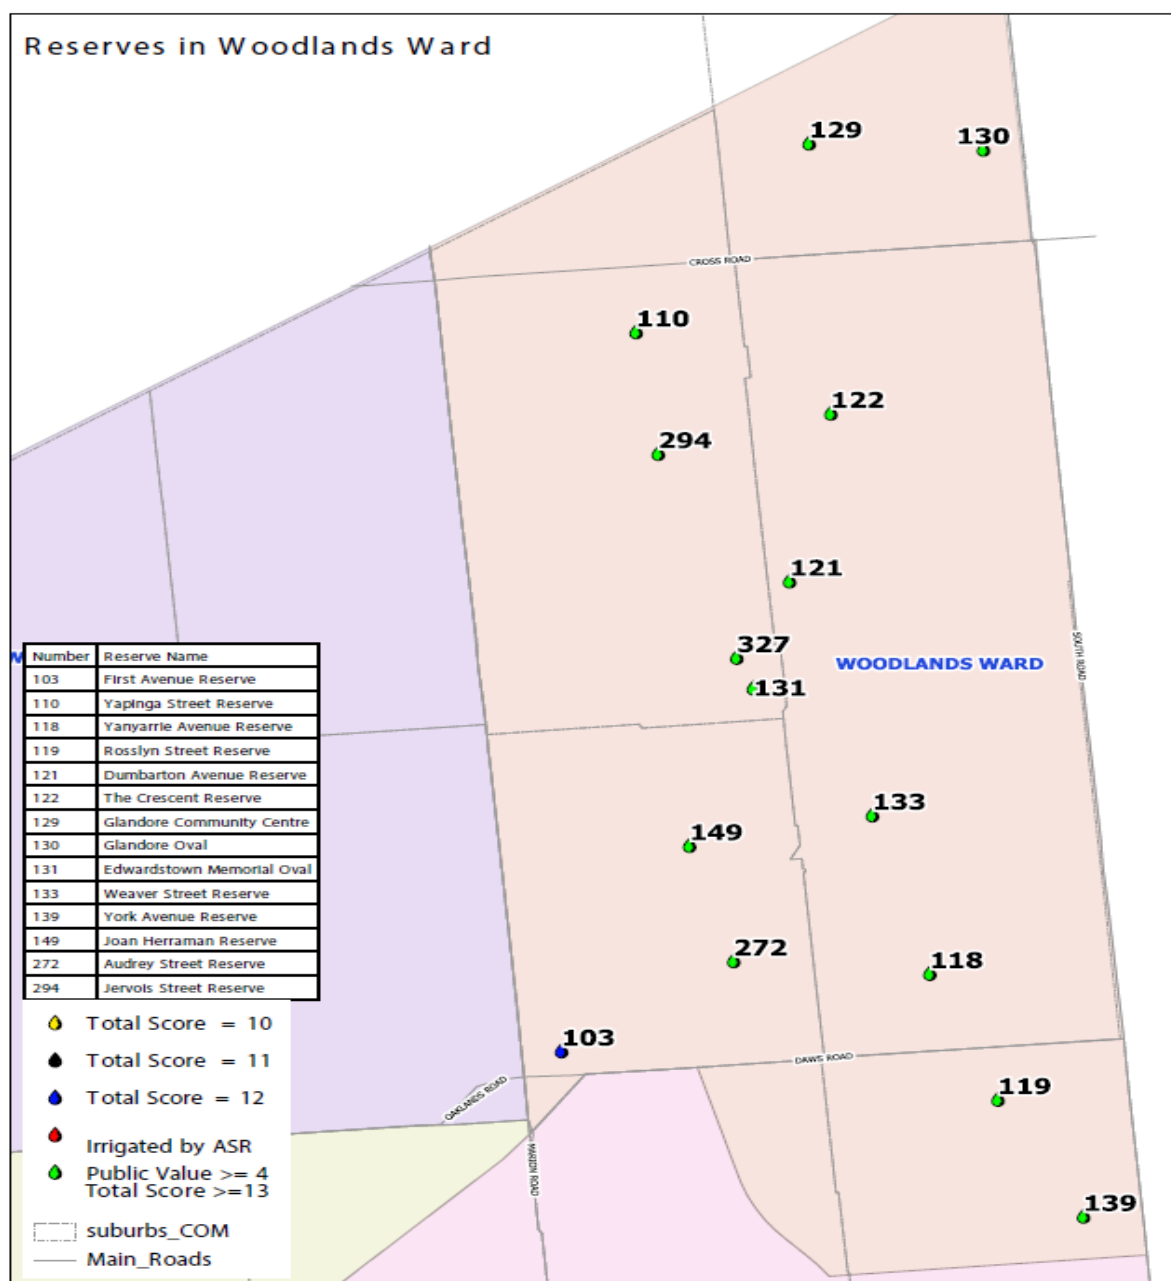 Reserves in Woodlands Ward
129
130
CROSS ROAD
110
122
294
121
327
131
WOODLANDS WARD
SOUTH ROAD
133
149
272
118
103
DAWS ROAD
OAKLANDS ROAD
119
MARION ROAD
139
W
Number Reserve Name
103 First Avenue Reserve
110 Yapinga Street Reserve
118 Yanyarrie Avenue Reserve
119 Rosslyn Street Reserve
121 Dumbarton Avenue Reserve
122 The Crescent Reserve
129 Glandore Community Centre
130 Glandore Oval
131 Edwardstown Memorial Oval
133 Weaver Street Reserve
139 York Avenue Reserve
149 Joan Herraman Reserve
272 Audrey Street Reserve
294 Jervois Street Reserve
Total Score = 10
Total Score = 11
Total Score = 12
Irrigated by ASR
Public Value >= 4
Total Score >=13
suburbs_COM
Main_Roads